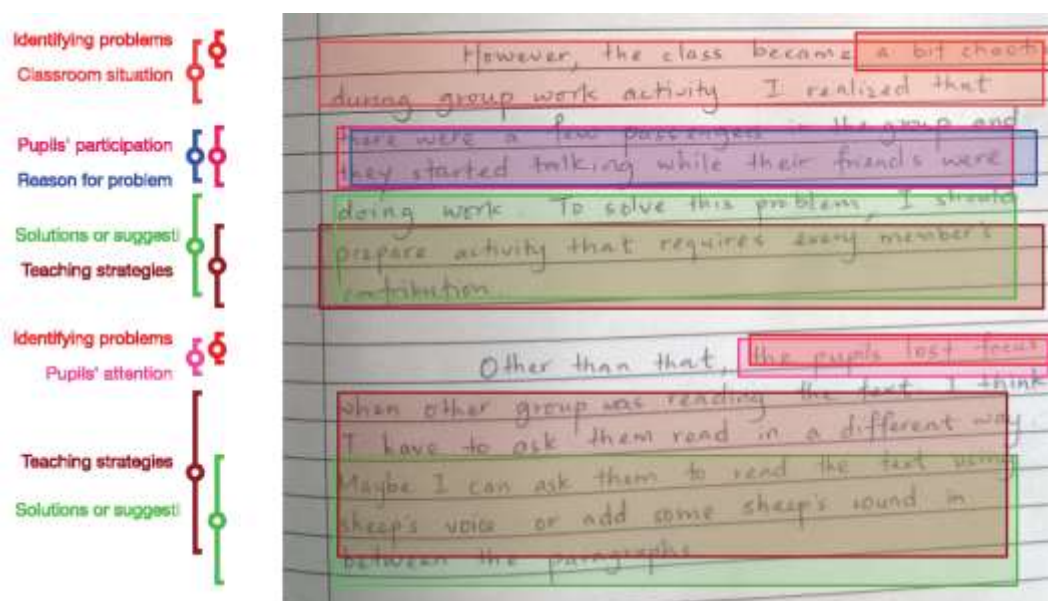 Identifying problems
Classroom situation
Pupils' participation
Reason for problem
Solutions or suggesti
Teaching strategies
Identifying problems
Pupils' attention
Teaching strategies
Solutions or suggesti
However, the class became a bit chaotic
during group work activity I realized that
there were a few passengers in the group and
they started talking while their friends were
doing work. To solve this problem, I should
prepare activity that requires every member's
contribution.
Other than that, the pupils lost focus
when other group was reading the text. I think
I have to ask them read in a different way.
Maybe I can ask them to read the text using
sheep's voice or add some sheep's sound in
between the paragraphs